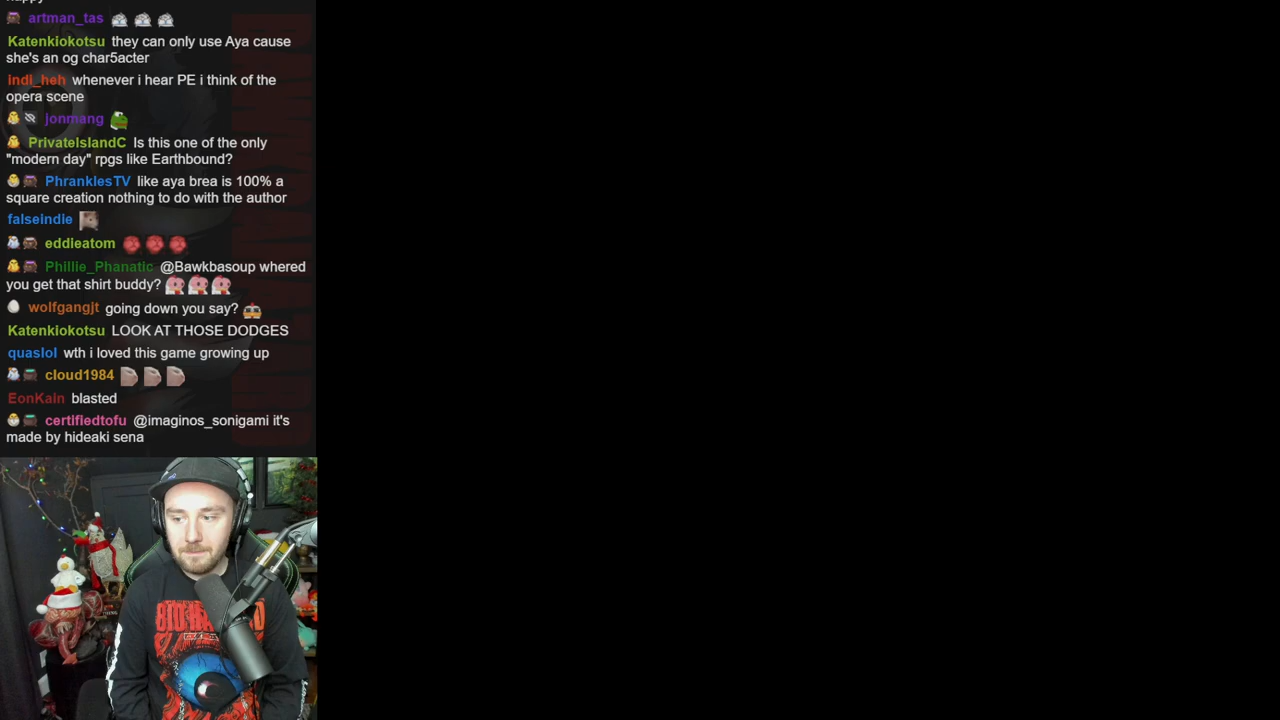 happy
artman_tas
Katenkiokotsu they can only use Aya cause
she's an og char5acter
indi_heh whenever i hear PE i think of the
opera scene
jonmang
PrivateIslandC Is this one of the only
"modern day" rpgs like Earthbound?
PhranklesTV like aya brea is 100% a
square creation nothing to do with the author
falseindie
eddieatom
Phillie_Phanatic @Bawkbasoup whered
you get that shirt buddy?
wolfgangjt going down you say?
Katenkiokotsu LOOK AT THOSE DODGES
quaslol wth i loved this game growing up
cloud1984
EonKain blasted
certifiedtofu @imaginos_sonigami it's
made by hideaki sena